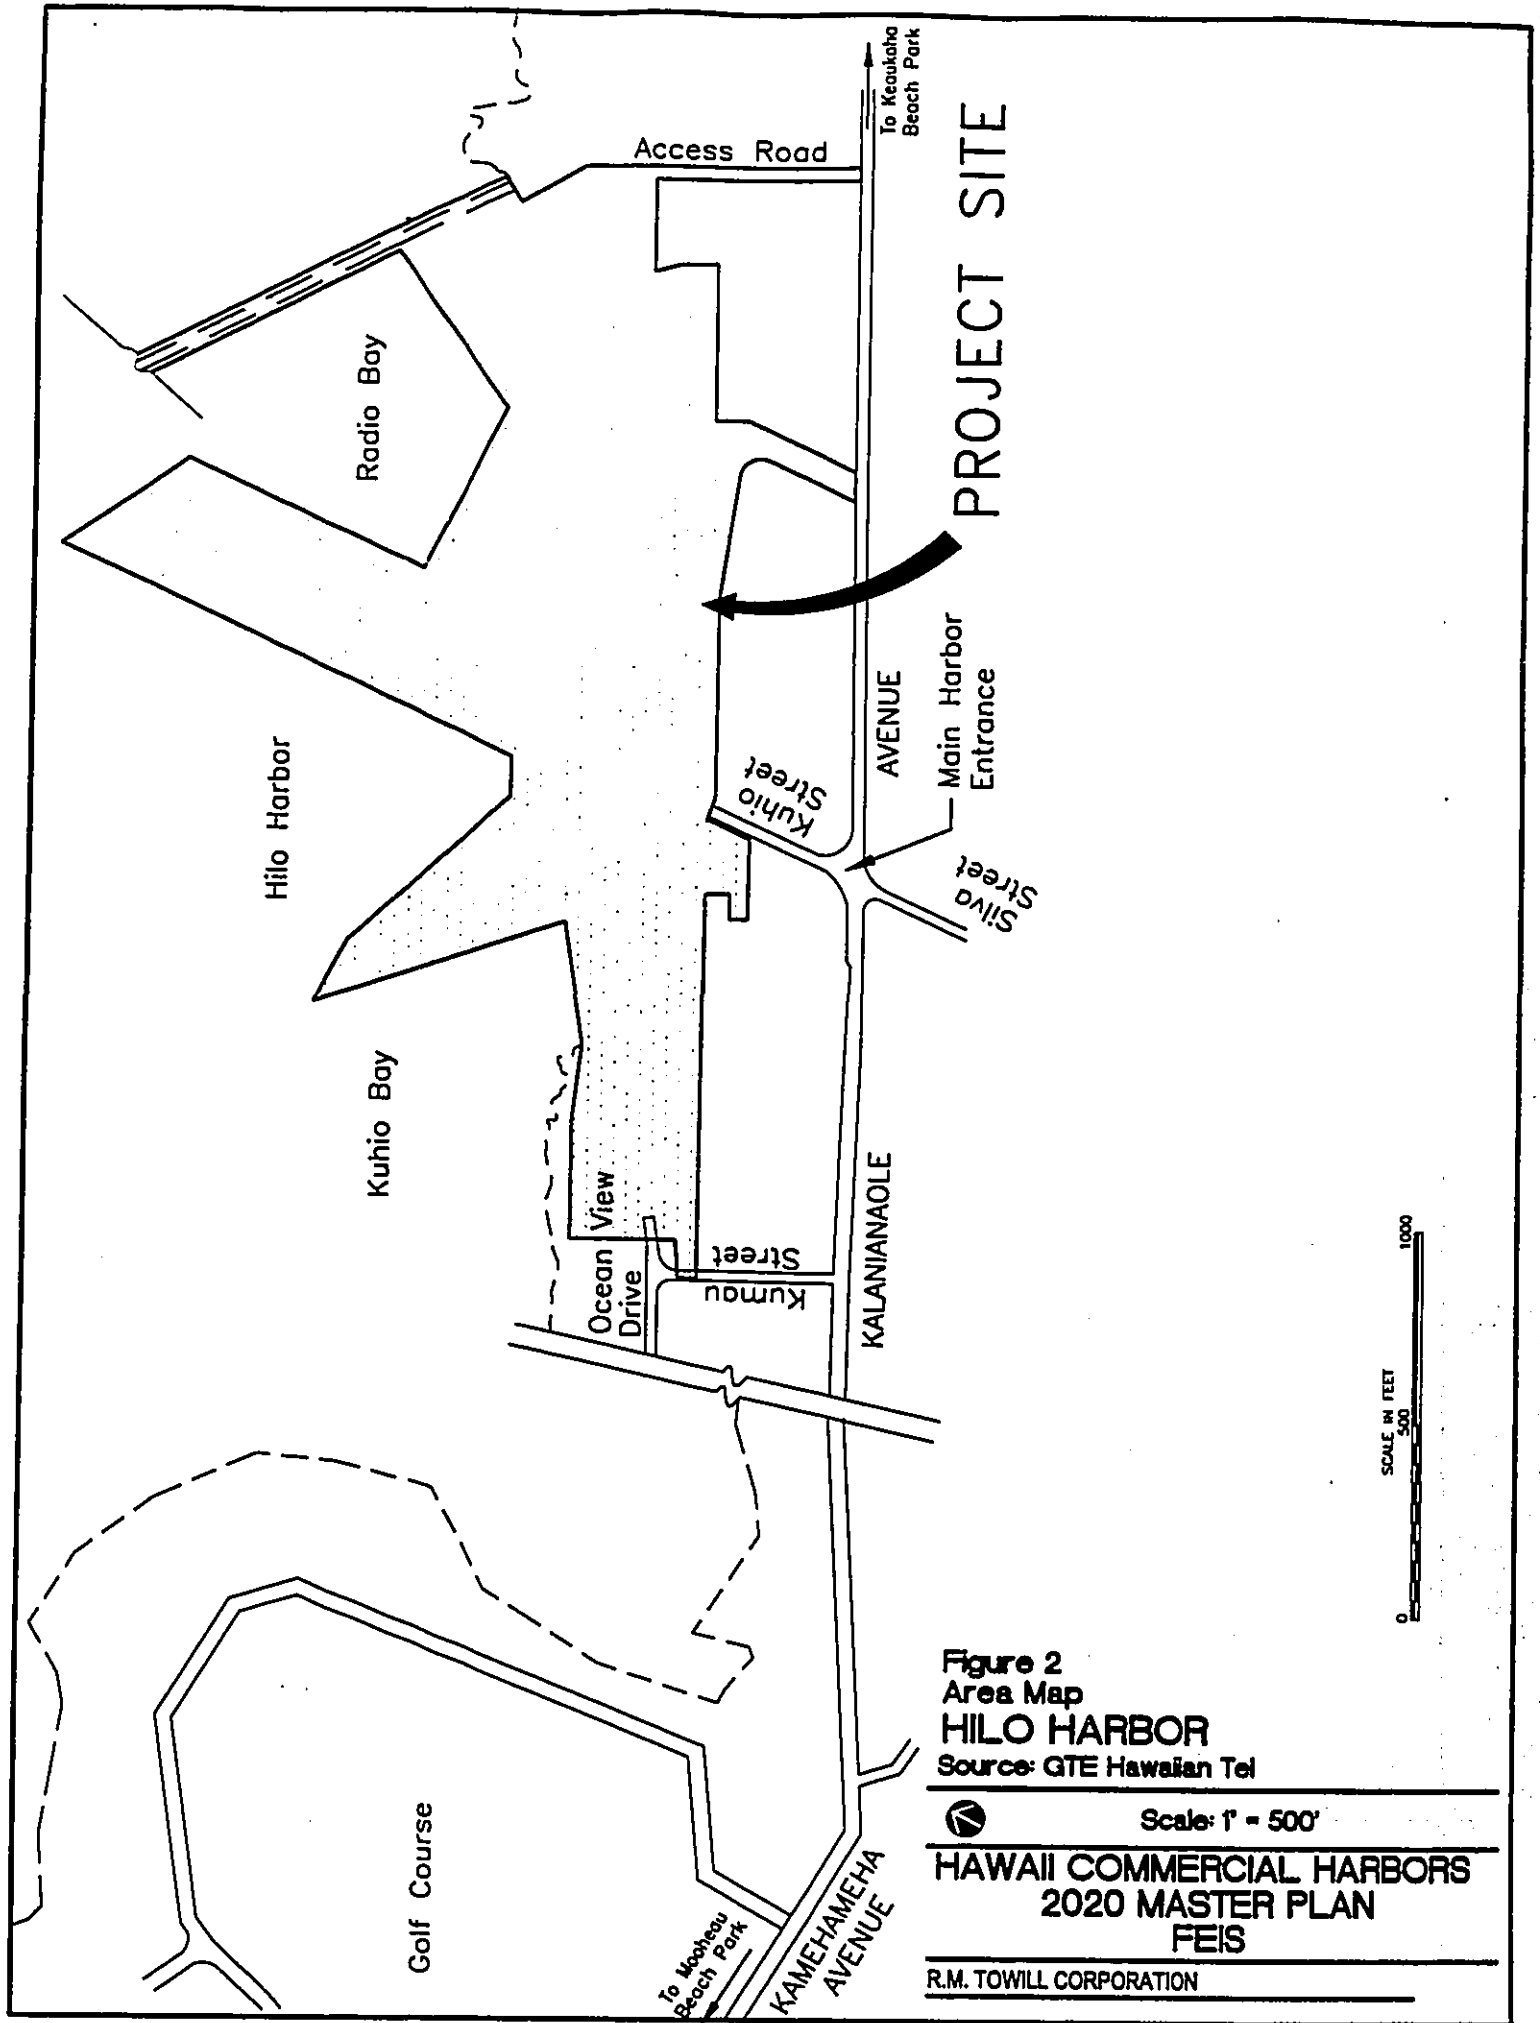 To Keaukaha
Beach Park
Access Road
PROJECT SITE
Radio Bay
Hilo Harbor
Kuhio Bay
Kuhio
Street
AVENUE
Main Harbor
Entrance
Silva
Street
Ocean View
Drive
Kumau
Street
KALANIANAOLE
Golf Course
To Mooheau
Beach Park
KAMEHAMEHA
AVENUE
SCALE IN FEET
0 500 1000
Figure 2
Area Map
HILO HARBOR
Source: GTE Hawaiian Tel
Scale: 1" = 500'
HAWAII COMMERCIAL HARBORS
2020 MASTER PLAN
FEIS
R.M. TOWILL CORPORATION